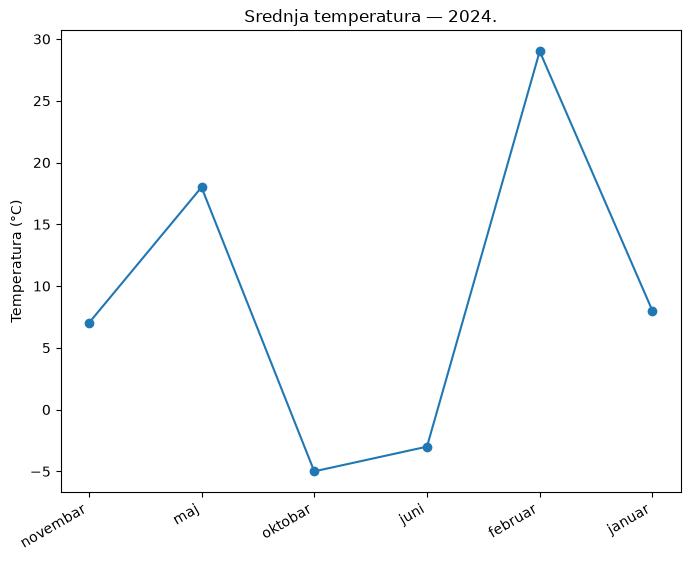 Srednja temperatura — 2024.
Temperatura (°C)
30
25
20
15
10
5
0
−5
novembar
maj
oktobar
juni
februar
januar